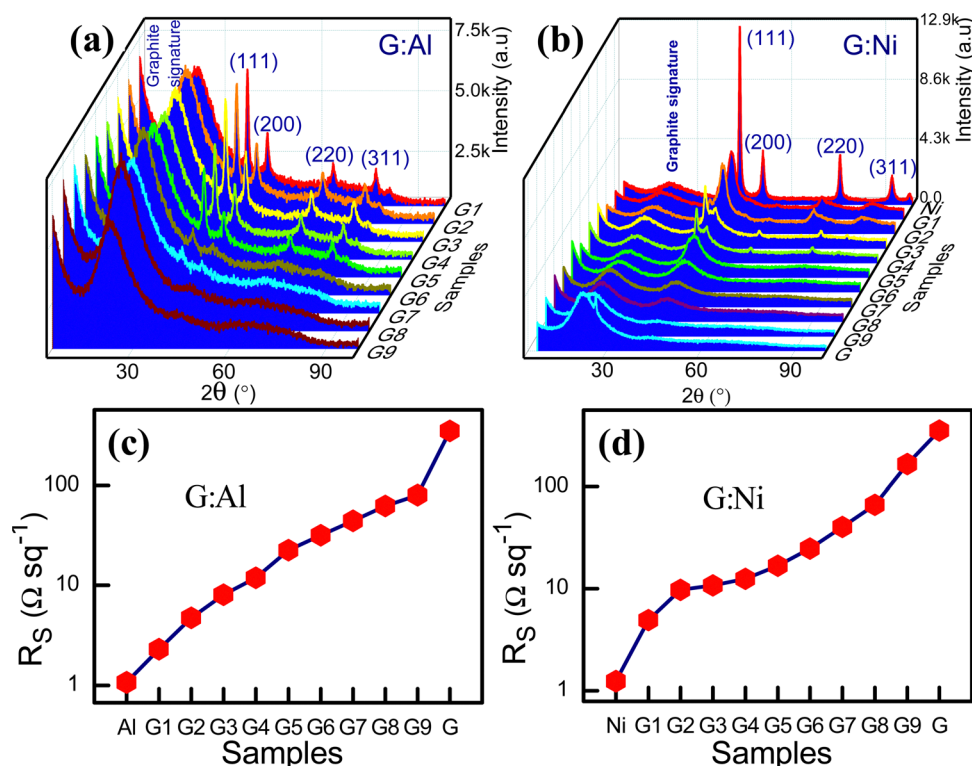 (a)
G:Al
Graphite
signature
(111)
(200)
(220)
(311)
7.5k
5.0k
2.5k
Intensity (a.u)
G1
G2
G3
G4
G5
G6
G7
G8
G9
Samples
30 60 90
2θ (°)
(b)
G:Ni
Graphite signature
(111)
(200)
(220)
(311)
12.9k
8.6k
4.3k
0.0
Intensity (a.u)
Ni
G1
G2
G3
G4
G5
G6
G7
G8
G9
G
Samples
30 60 90
2θ (°)
(c)
G:Al
100
10
1
R_S (Ω sq⁻¹)
Al G1 G2 G3 G4 G5 G6 G7 G8 G9 G
Samples
(d)
G:Ni
100
10
1
R_S (Ω sq⁻¹)
Ni G1 G2 G3 G4 G5 G6 G7 G8 G9 G
Samples